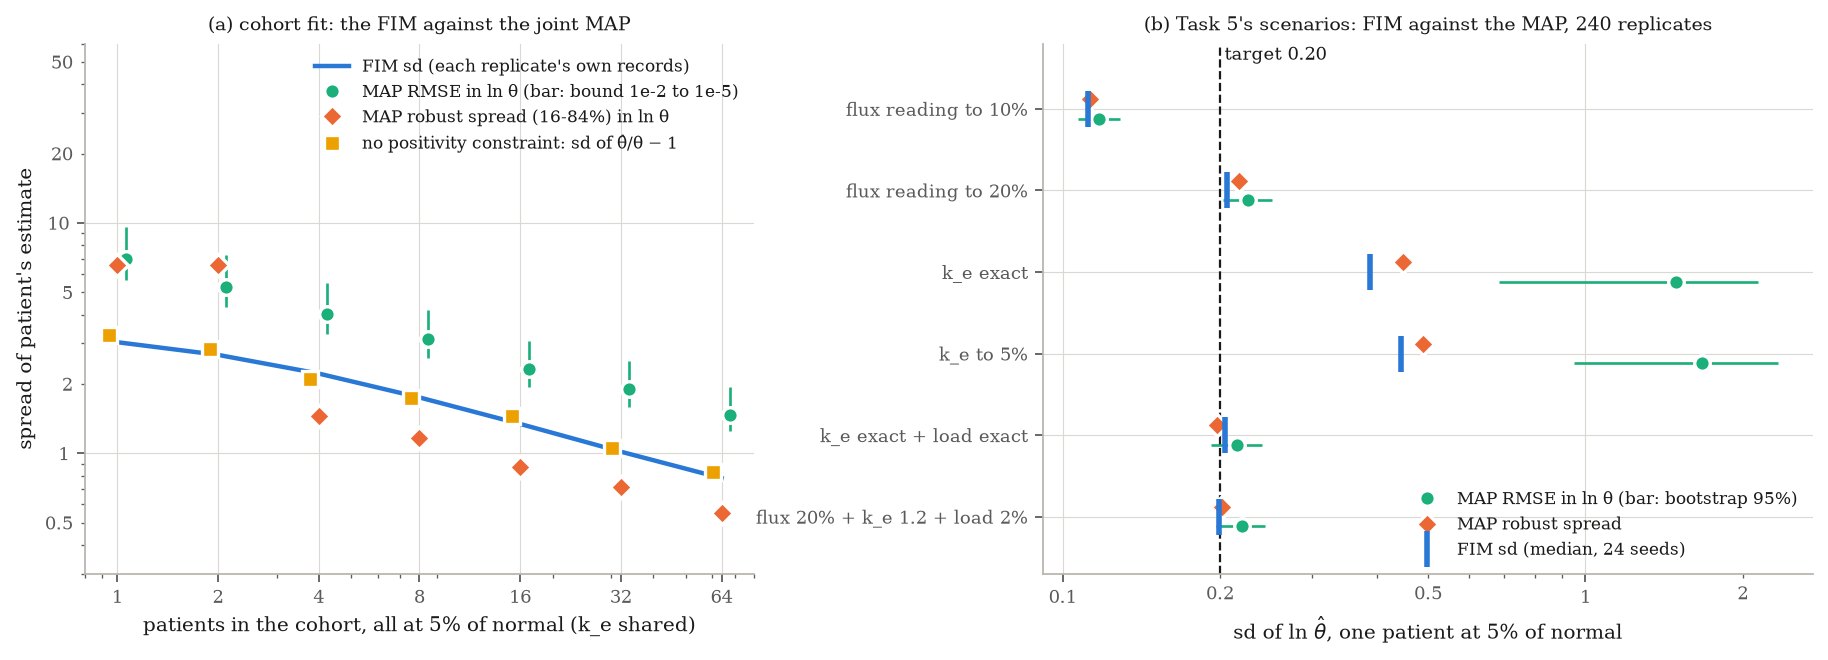 (a) cohort fit: the FIM against the joint MAP
FIM sd (each replicate's own records)
MAP RMSE in ln θ (bar: bound 1e-2 to 1e-5)
MAP robust spread (16-84%) in ln θ
no positivity constraint: sd of θ̂/θ − 1
spread of patient's estimate
50
20
10
5
2
1
0.5
1
2
4
8
16
32
64
patients in the cohort, all at 5% of normal (k_e shared)
(b) Task 5's scenarios: FIM against the MAP, 240 replicates
target 0.20
flux reading to 10%
flux reading to 20%
k_e exact
k_e to 5%
k_e exact + load exact
flux 20% + k_e 1.2 + load 2%
MAP RMSE in ln θ (bar: bootstrap 95%)
MAP robust spread
FIM sd (median, 24 seeds)
0.1
0.2
0.5
1
2
sd of ln θ̂, one patient at 5% of normal